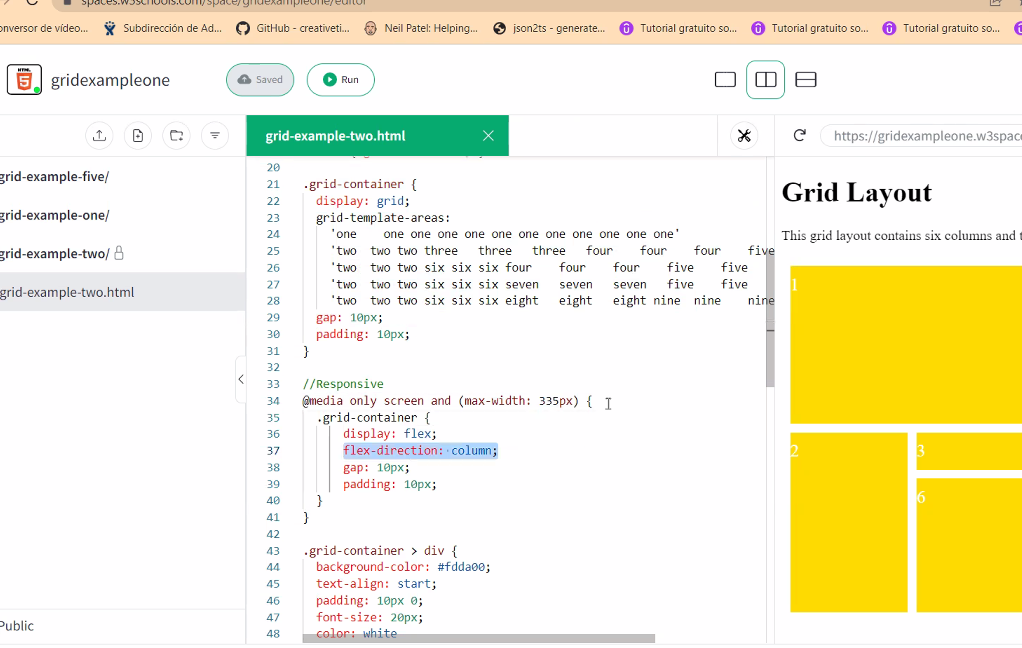 spaces.w3schools.com/space/gridexampleone/editor
onversor de vídeo...
Subdirección de Ad...
GitHub - creativeti...
Neil Patel: Helping...
json2ts - generate...
Tutorial gratuito so...
Tutorial gratuito so...
Tutorial gratuito so...
HTML
5
gridexampleone
Saved
Run
grid-example-two.html
https://gridexampleone.w3spac
grid-example-five/
grid-example-one/
grid-example-two/
grid-example-two.html
Public
20
21 .grid-container {
22 display: grid;
23 grid-template-areas:
24 'one    one one one one one one one one one one one'
25 'two  two two three   three   three   four    four    four    five
26 'two  two two six six six four    four    four    five    five
27 'two  two two six six six seven   seven   seven   five    five
28 'two  two two six six six eight   eight   eight nine  nine    nine
29 gap: 10px;
30 padding: 10px;
31 }
32
33 //Responsive
34 @media only screen and (max-width: 335px) {
35 .grid-container {
36 display: flex;
37 flex-direction: column;
38 gap: 10px;
39 padding: 10px;
40 }
41 }
42
43 .grid-container > div {
44 background-color: #fdda00;
45 text-align: start;
46 padding: 10px 0;
47 font-size: 20px;
48 color: white
Grid Layout
This grid layout contains six columns and t
1
2
3
6